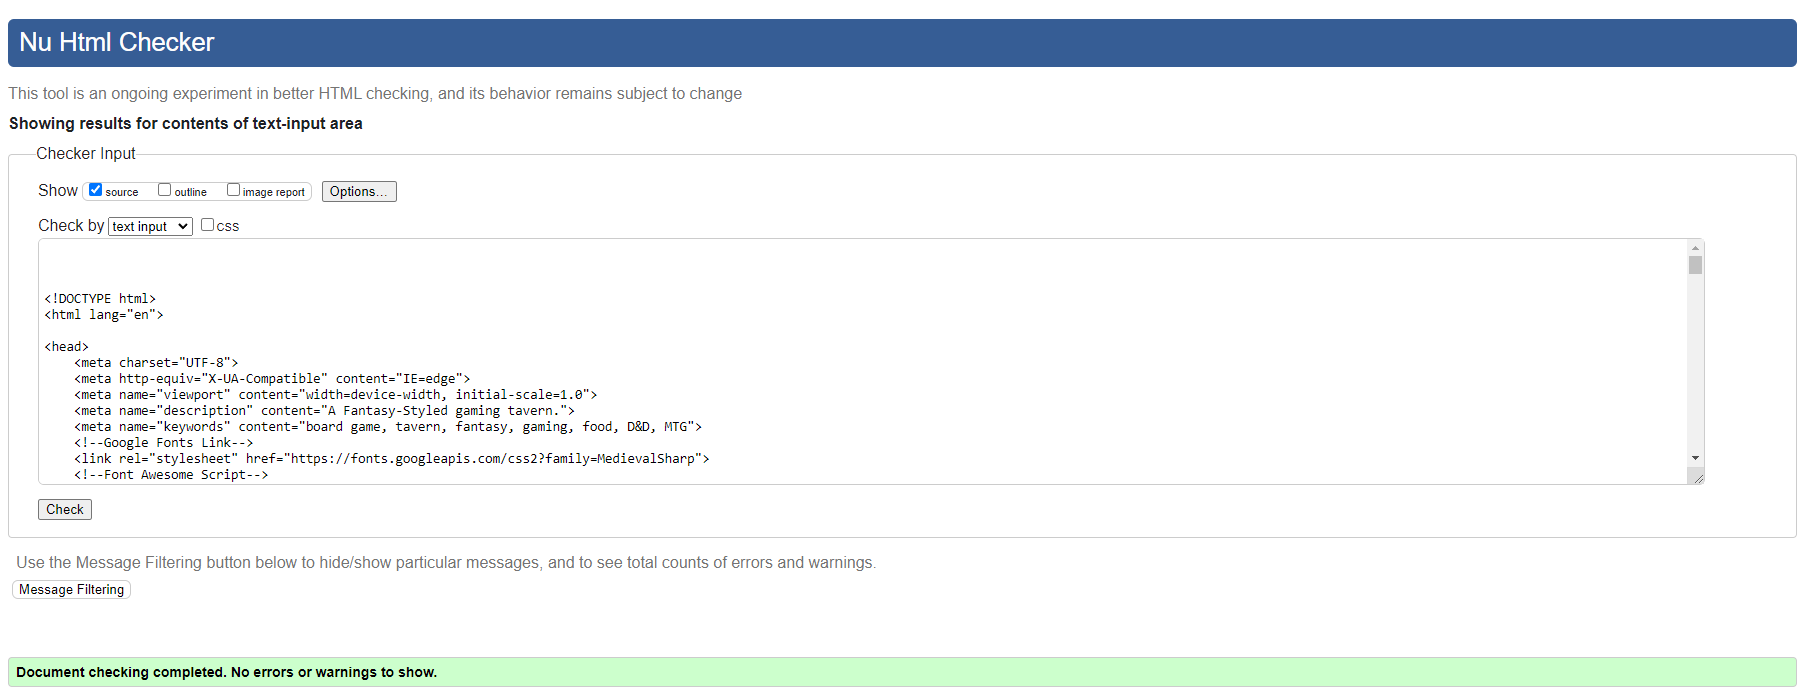 Nu Html Checker
This tool is an ongoing experiment in better HTML checking, and its behavior remains subject to change
Showing results for contents of text-input area
Checker Input
Show source outline image report Options...
Check by text input css
<!DOCTYPE html>
<html lang="en">
<head>
<meta charset="UTF-8">
<meta http-equiv="X-UA-Compatible" content="IE=edge">
<meta name="viewport" content="width=device-width, initial-scale=1.0">
<meta name="description" content="A Fantasy-Styled gaming tavern.">
<meta name="keywords" content="board game, tavern, fantasy, gaming, food, D&D, MTG">
<!--Google Fonts Link-->
<link rel="stylesheet" href="https://fonts.googleapis.com/css2?family=MedievalSharp">
<!--Font Awesome Script-->
Check
Use the Message Filtering button below to hide/show particular messages, and to see total counts of errors and warnings.
Message Filtering
Document checking completed. No errors or warnings to show.